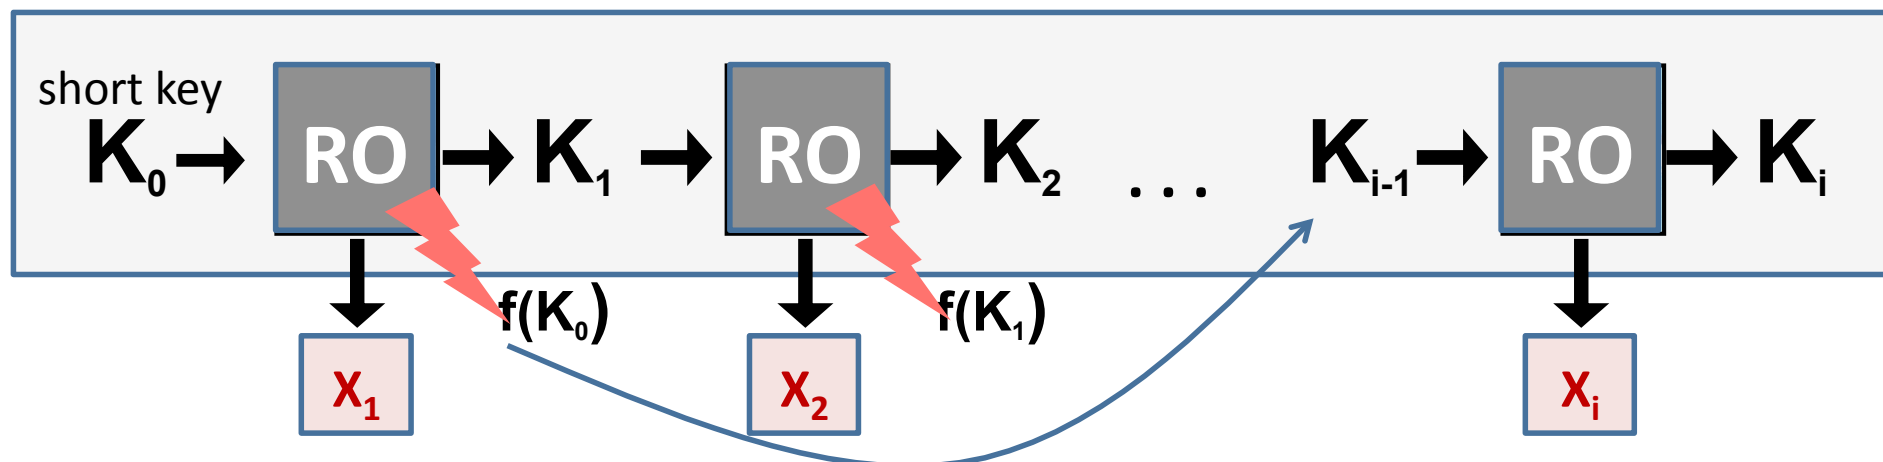 short key
K₀ RO K₁ RO K₂ ... Kᵢ₋₁ RO Kᵢ
f(K₀) f(K₁)
X₁ X₂ Xᵢ